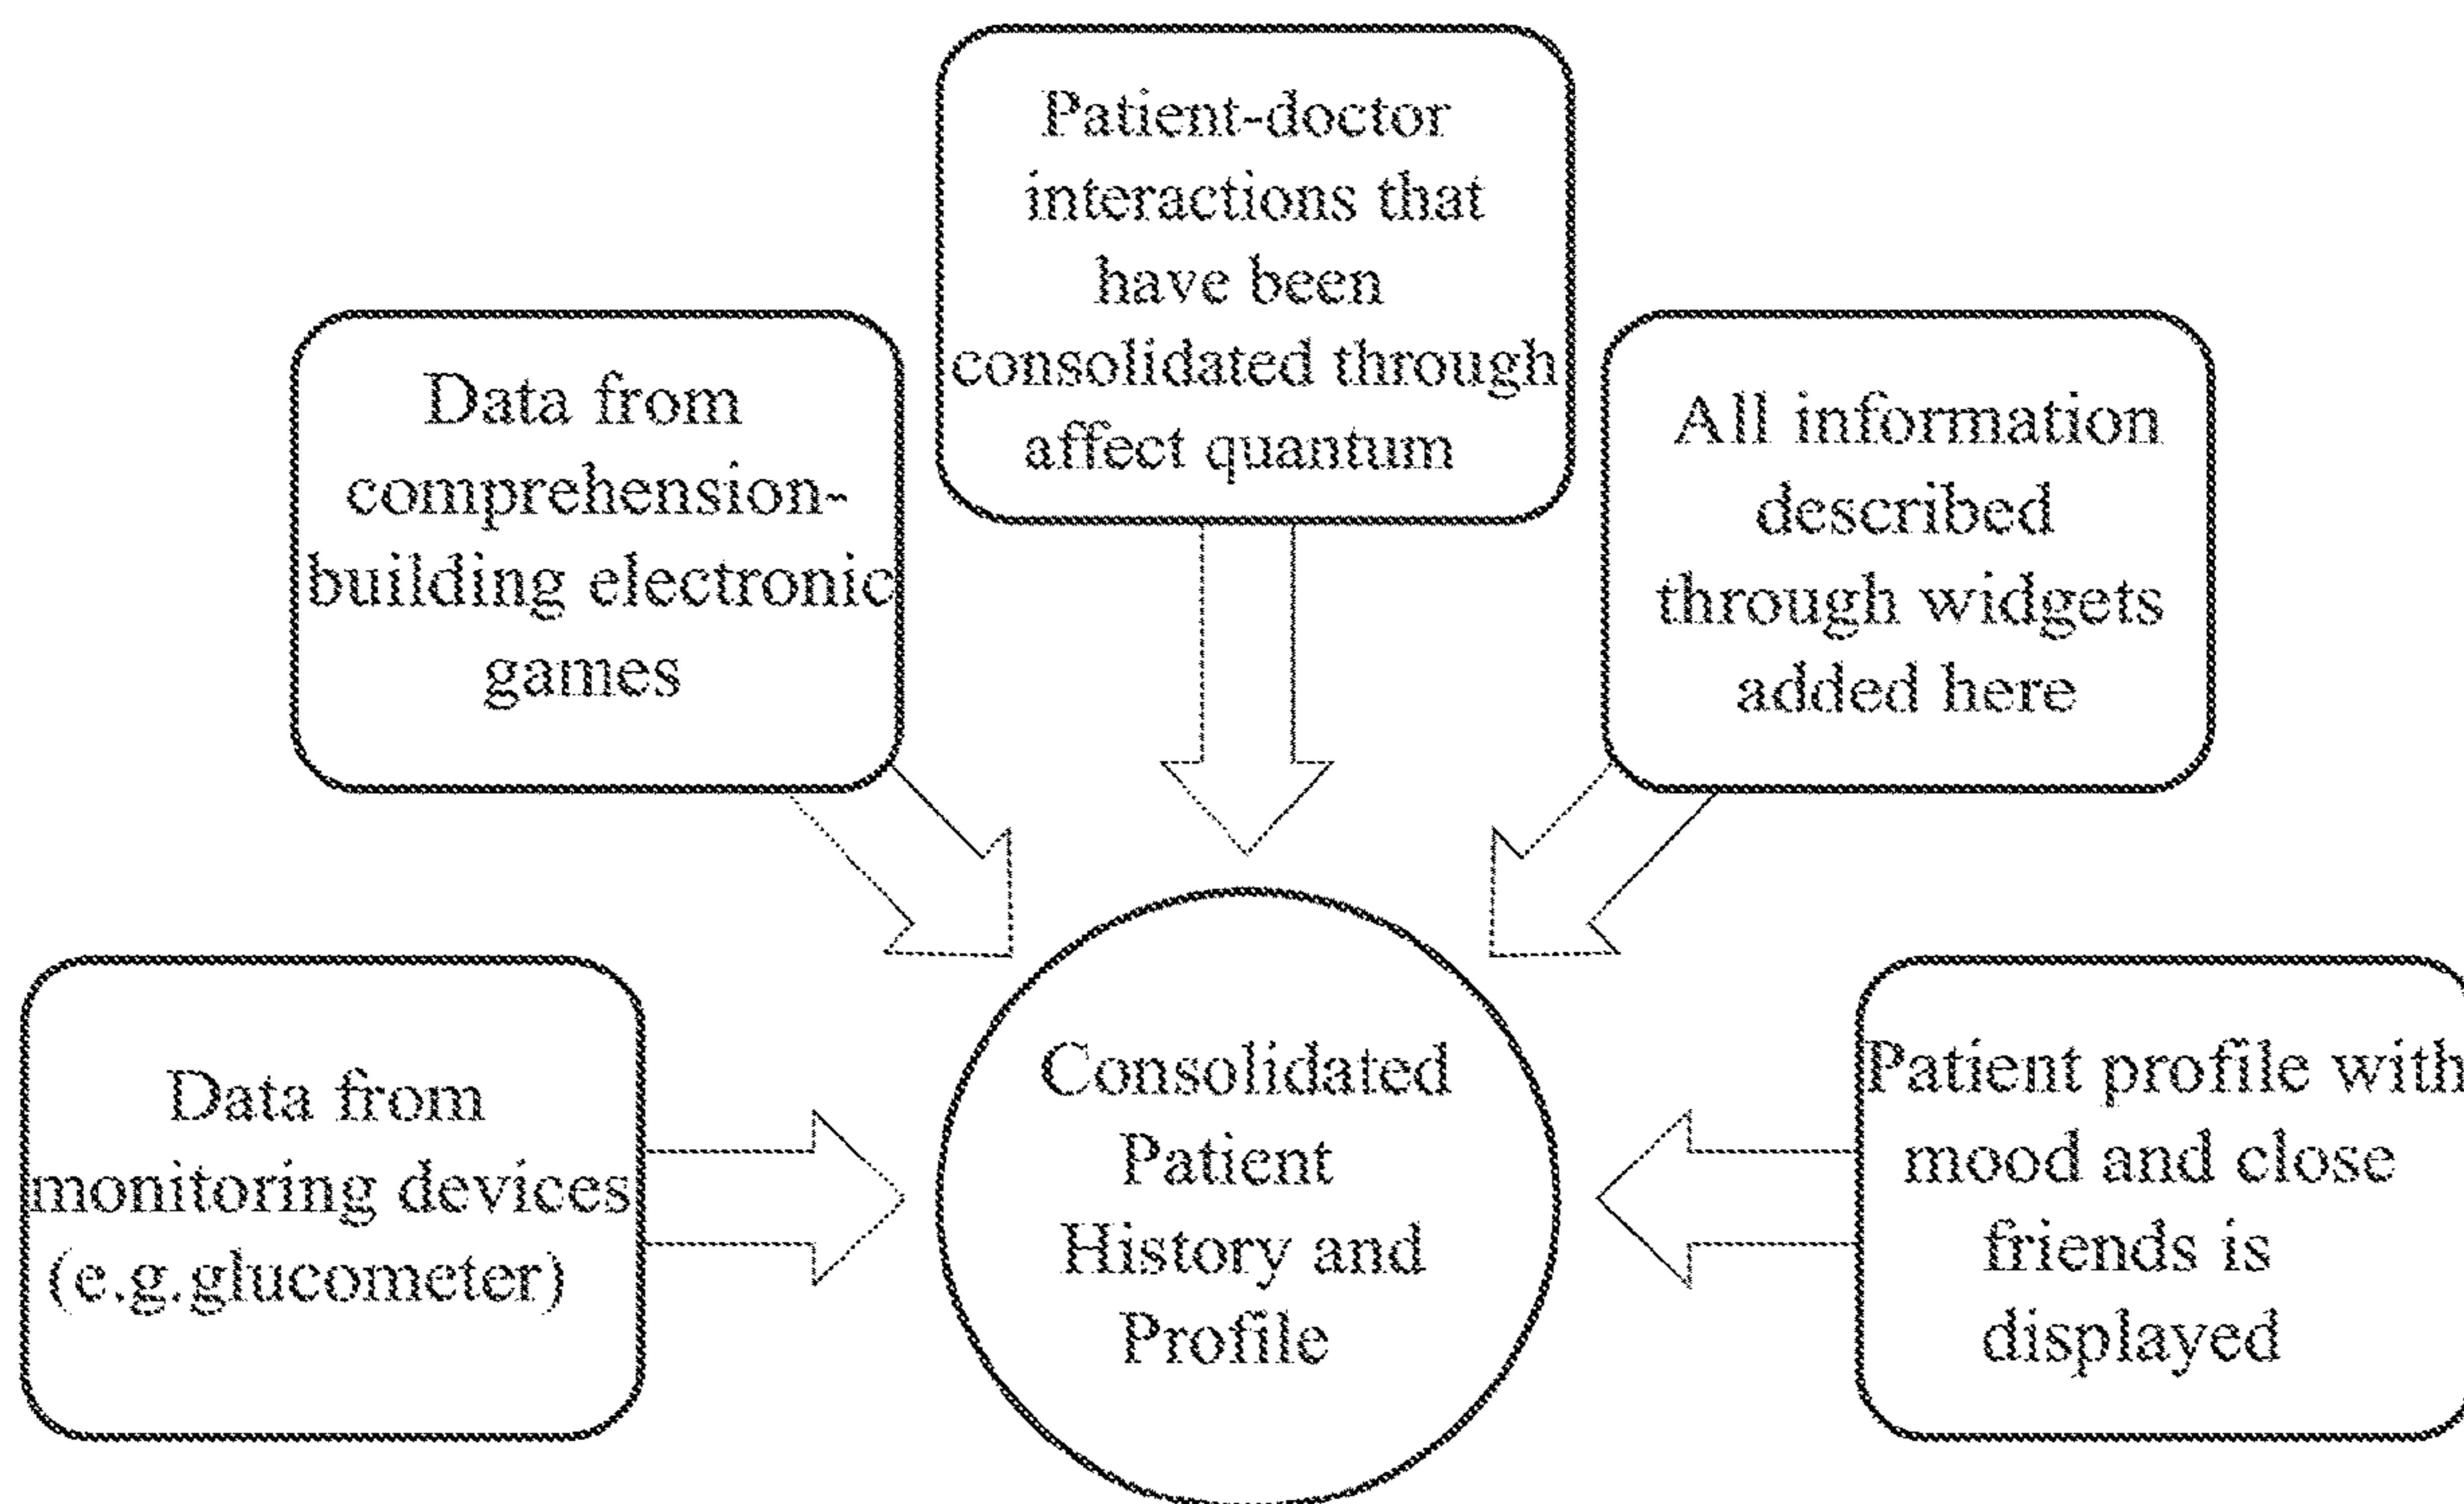 Patient-doctor
interactions that
have been
consolidated through
affect quantum
Data from
comprehension-
building electronic
games
All information
described
through widgets
added here
Data from
monitoring devices
(e.g.glucometer)
Consolidated
Patient
History and
Profile
Patient profile with
mood and close
friends is
displayed